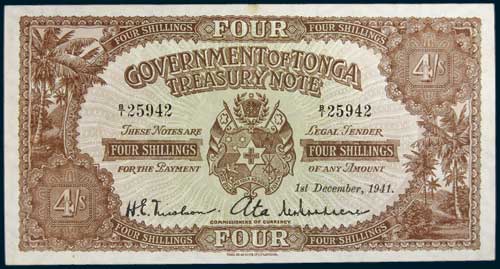 FOUR
FOUR SHILLINGS FOUR SHILLINGS
GOVERNMENT OF TONGA
TREASURY NOTE
4/s
B/1 25942 B/1 25942
THESE NOTES ARE LEGAL TENDER
FOUR SHILLINGS FOUR SHILLINGS
FOR THE PAYMENT OF ANY AMOUNT
1st December, 1941.
4/s
Ata
COMMISSIONERS OF CURRENCY
FOUR SHILLINGS FOUR SHILLINGS
FOUR